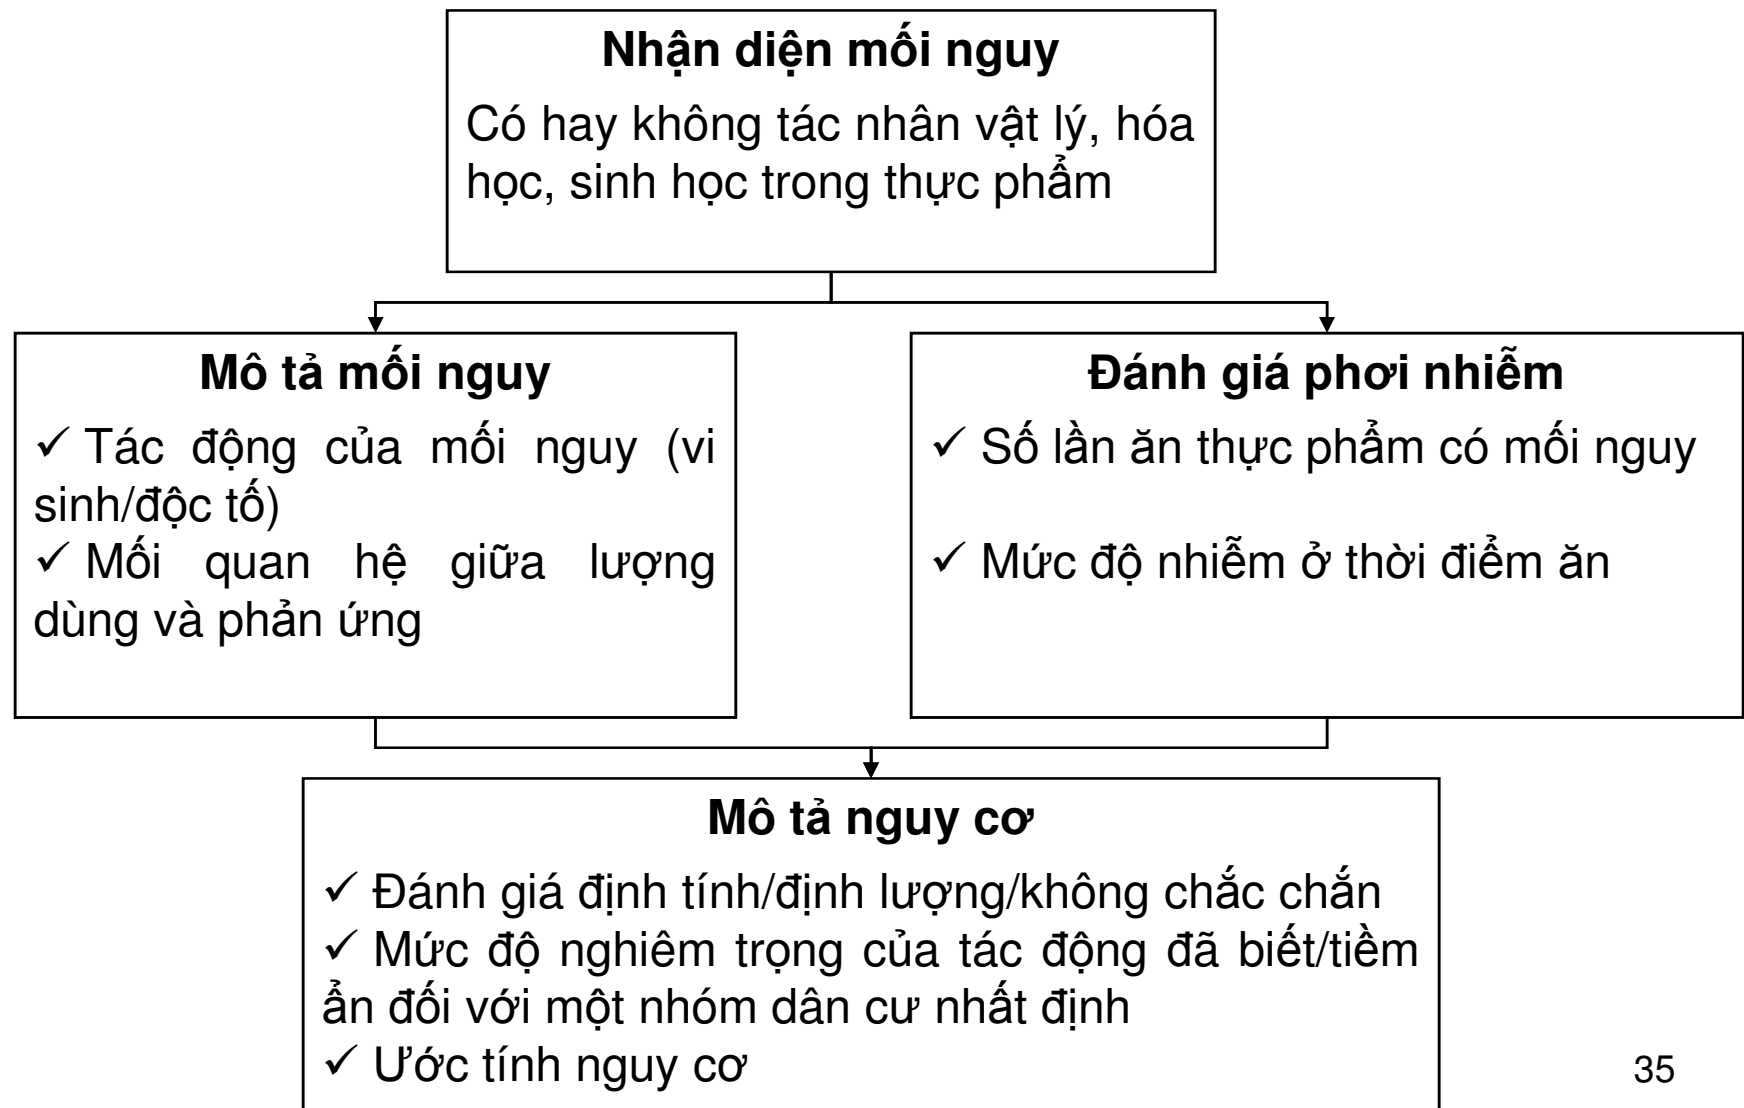 Nhận diện mối nguy
Có hay không tác nhân vật lý, hóa
học, sinh học trong thực phẩm
Mô tả mối nguy
✓ Tác động của mối nguy (vi
sinh/độc tố)
✓ Mối quan hệ giữa lượng
dùng và phản ứng
Đánh giá phơi nhiễm
✓ Số lần ăn thực phẩm có mối nguy
✓ Mức độ nhiễm ở thời điểm ăn
Mô tả nguy cơ
✓ Đánh giá định tính/định lượng/không chắc chắn
✓ Mức độ nghiêm trọng của tác động đã biết/tiềm
ẩn đối với một nhóm dân cư nhất định
✓ Ước tính nguy cơ
35